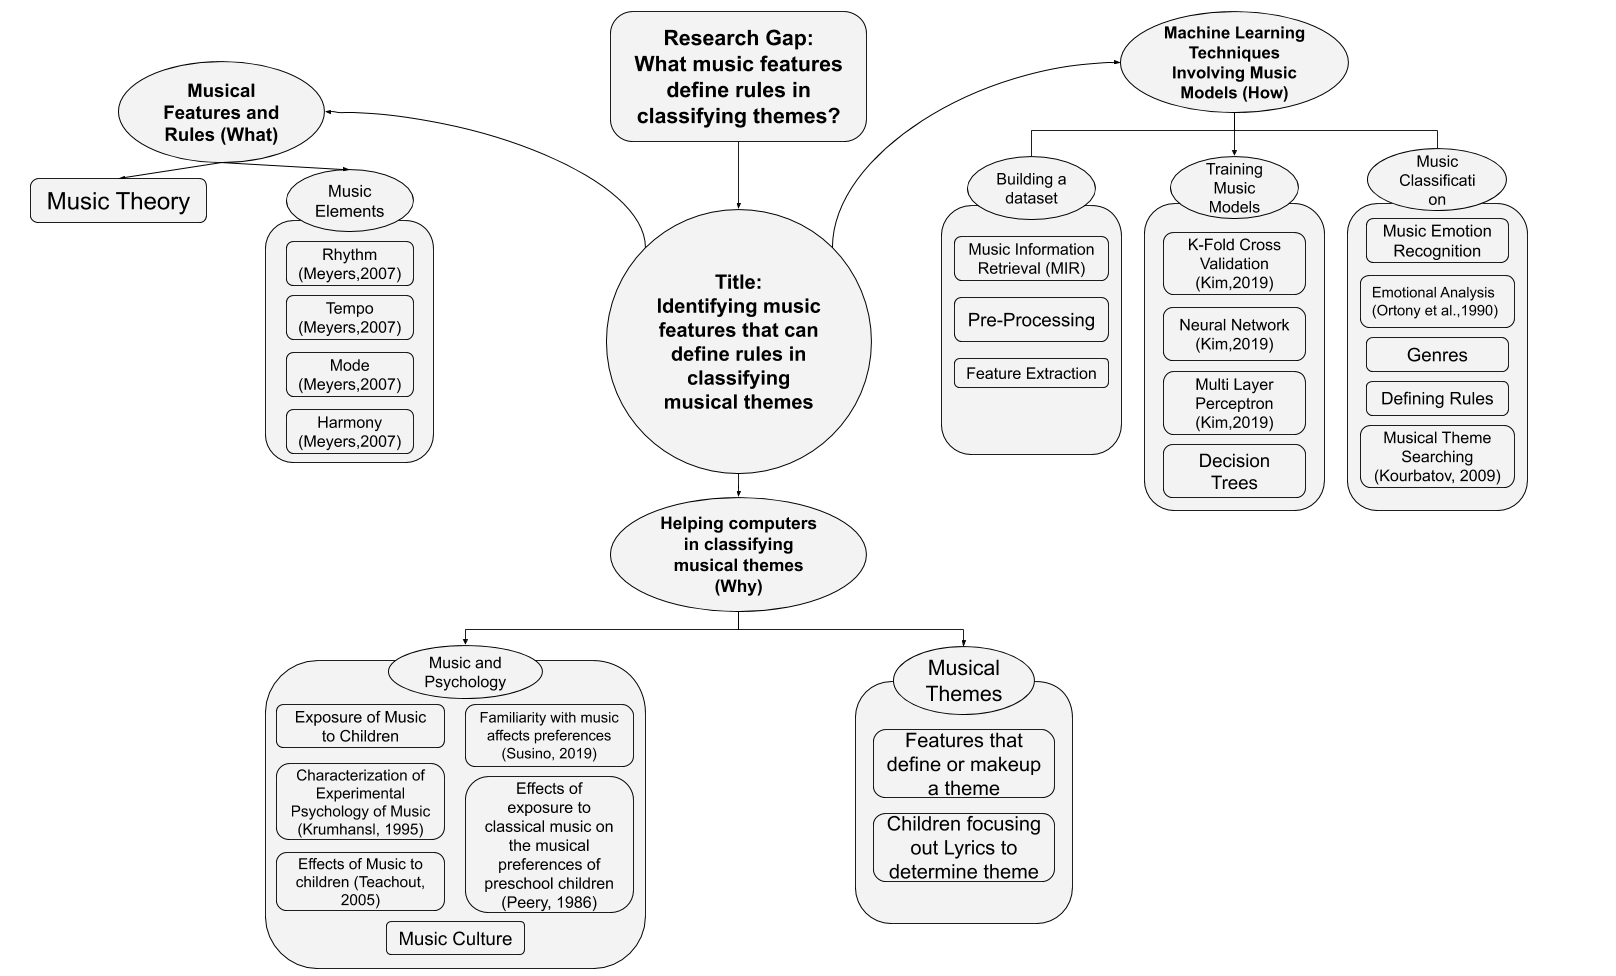 Research Gap:
What music features
define rules in
classifying themes?
Title:
Identifying music
features that can
define rules in
classifying
musical themes
Musical
Features and
Rules (What)
Music Theory
Music
Elements
Rhythm
(Meyers,2007)
Tempo
(Meyers,2007)
Mode
(Meyers,2007)
Harmony
(Meyers,2007)
Machine Learning
Techniques
Involving Music
Models (How)
Building a
dataset
Music Information
Retrieval (MIR)
Pre-Processing
Feature Extraction
Training
Music
Models
K-Fold Cross
Validation
(Kim,2019)
Neural Network
(Kim,2019)
Multi Layer
Perceptron
(Kim,2019)
Decision
Trees
Music
Classificati
on
Music Emotion
Recognition
Emotional Analysis
(Ortony et al.,1990)
Genres
Defining Rules
Musical Theme
Searching
(Kourbatov, 2009)
Helping computers
in classifying
musical themes
(Why)
Music and
Psychology
Exposure of Music
to Children
Characterization of
Experimental
Psychology of Music
(Krumhansl, 1995)
Effects of Music to
children (Teachout,
2005)
Familiarity with music
affects preferences
(Susino, 2019)
Effects of
exposure to
classical music on
the musical
preferences of
preschool children
(Peery, 1986)
Music Culture
Musical
Themes
Features that
define or makeup
a theme
Children focusing
out Lyrics to
determine theme